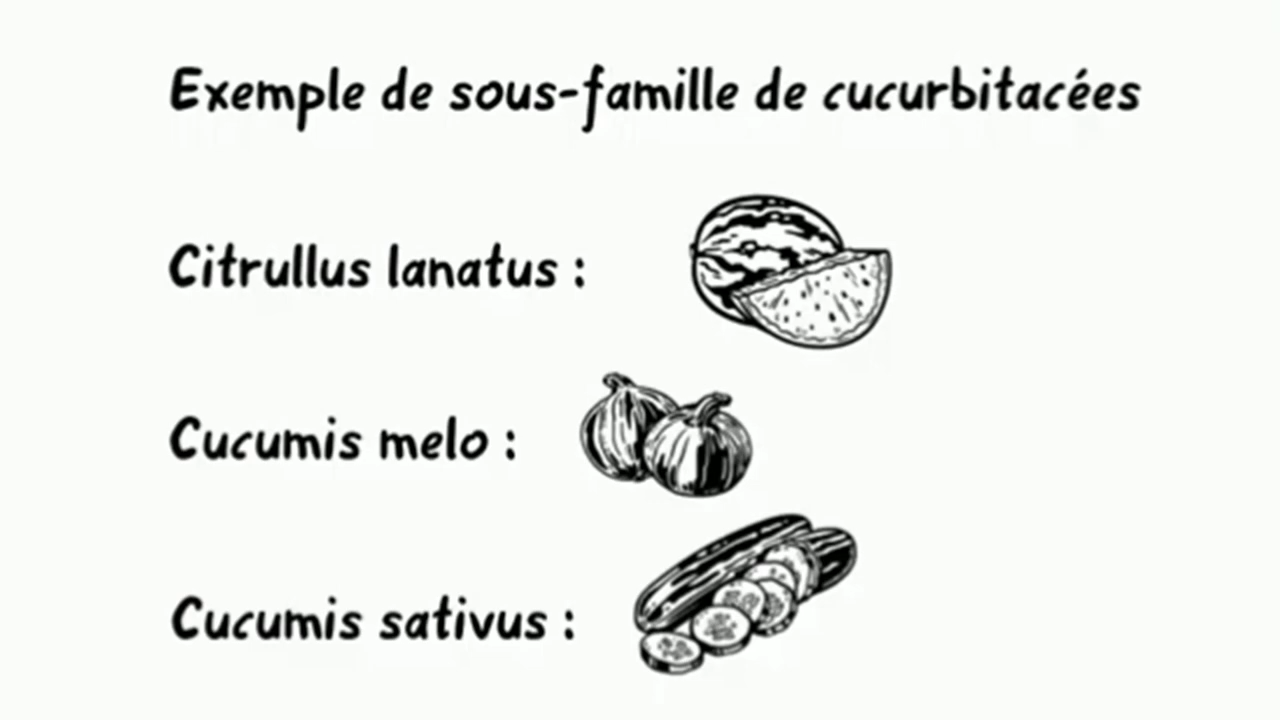 Exemple de sous-famille de cucurbitacées
Citrullus lanatus :
Cucumis melo :
Cucumis sativus :